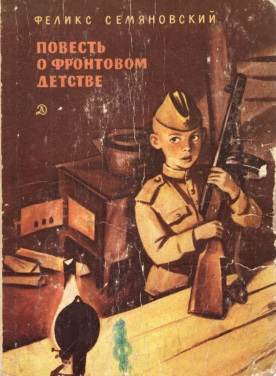 ФЕЛИКС СЕМЯНОВСКИЙ
ПОВЕСТЬ
О ФРОНТОВОМ
ДЕТСТВЕ
Д